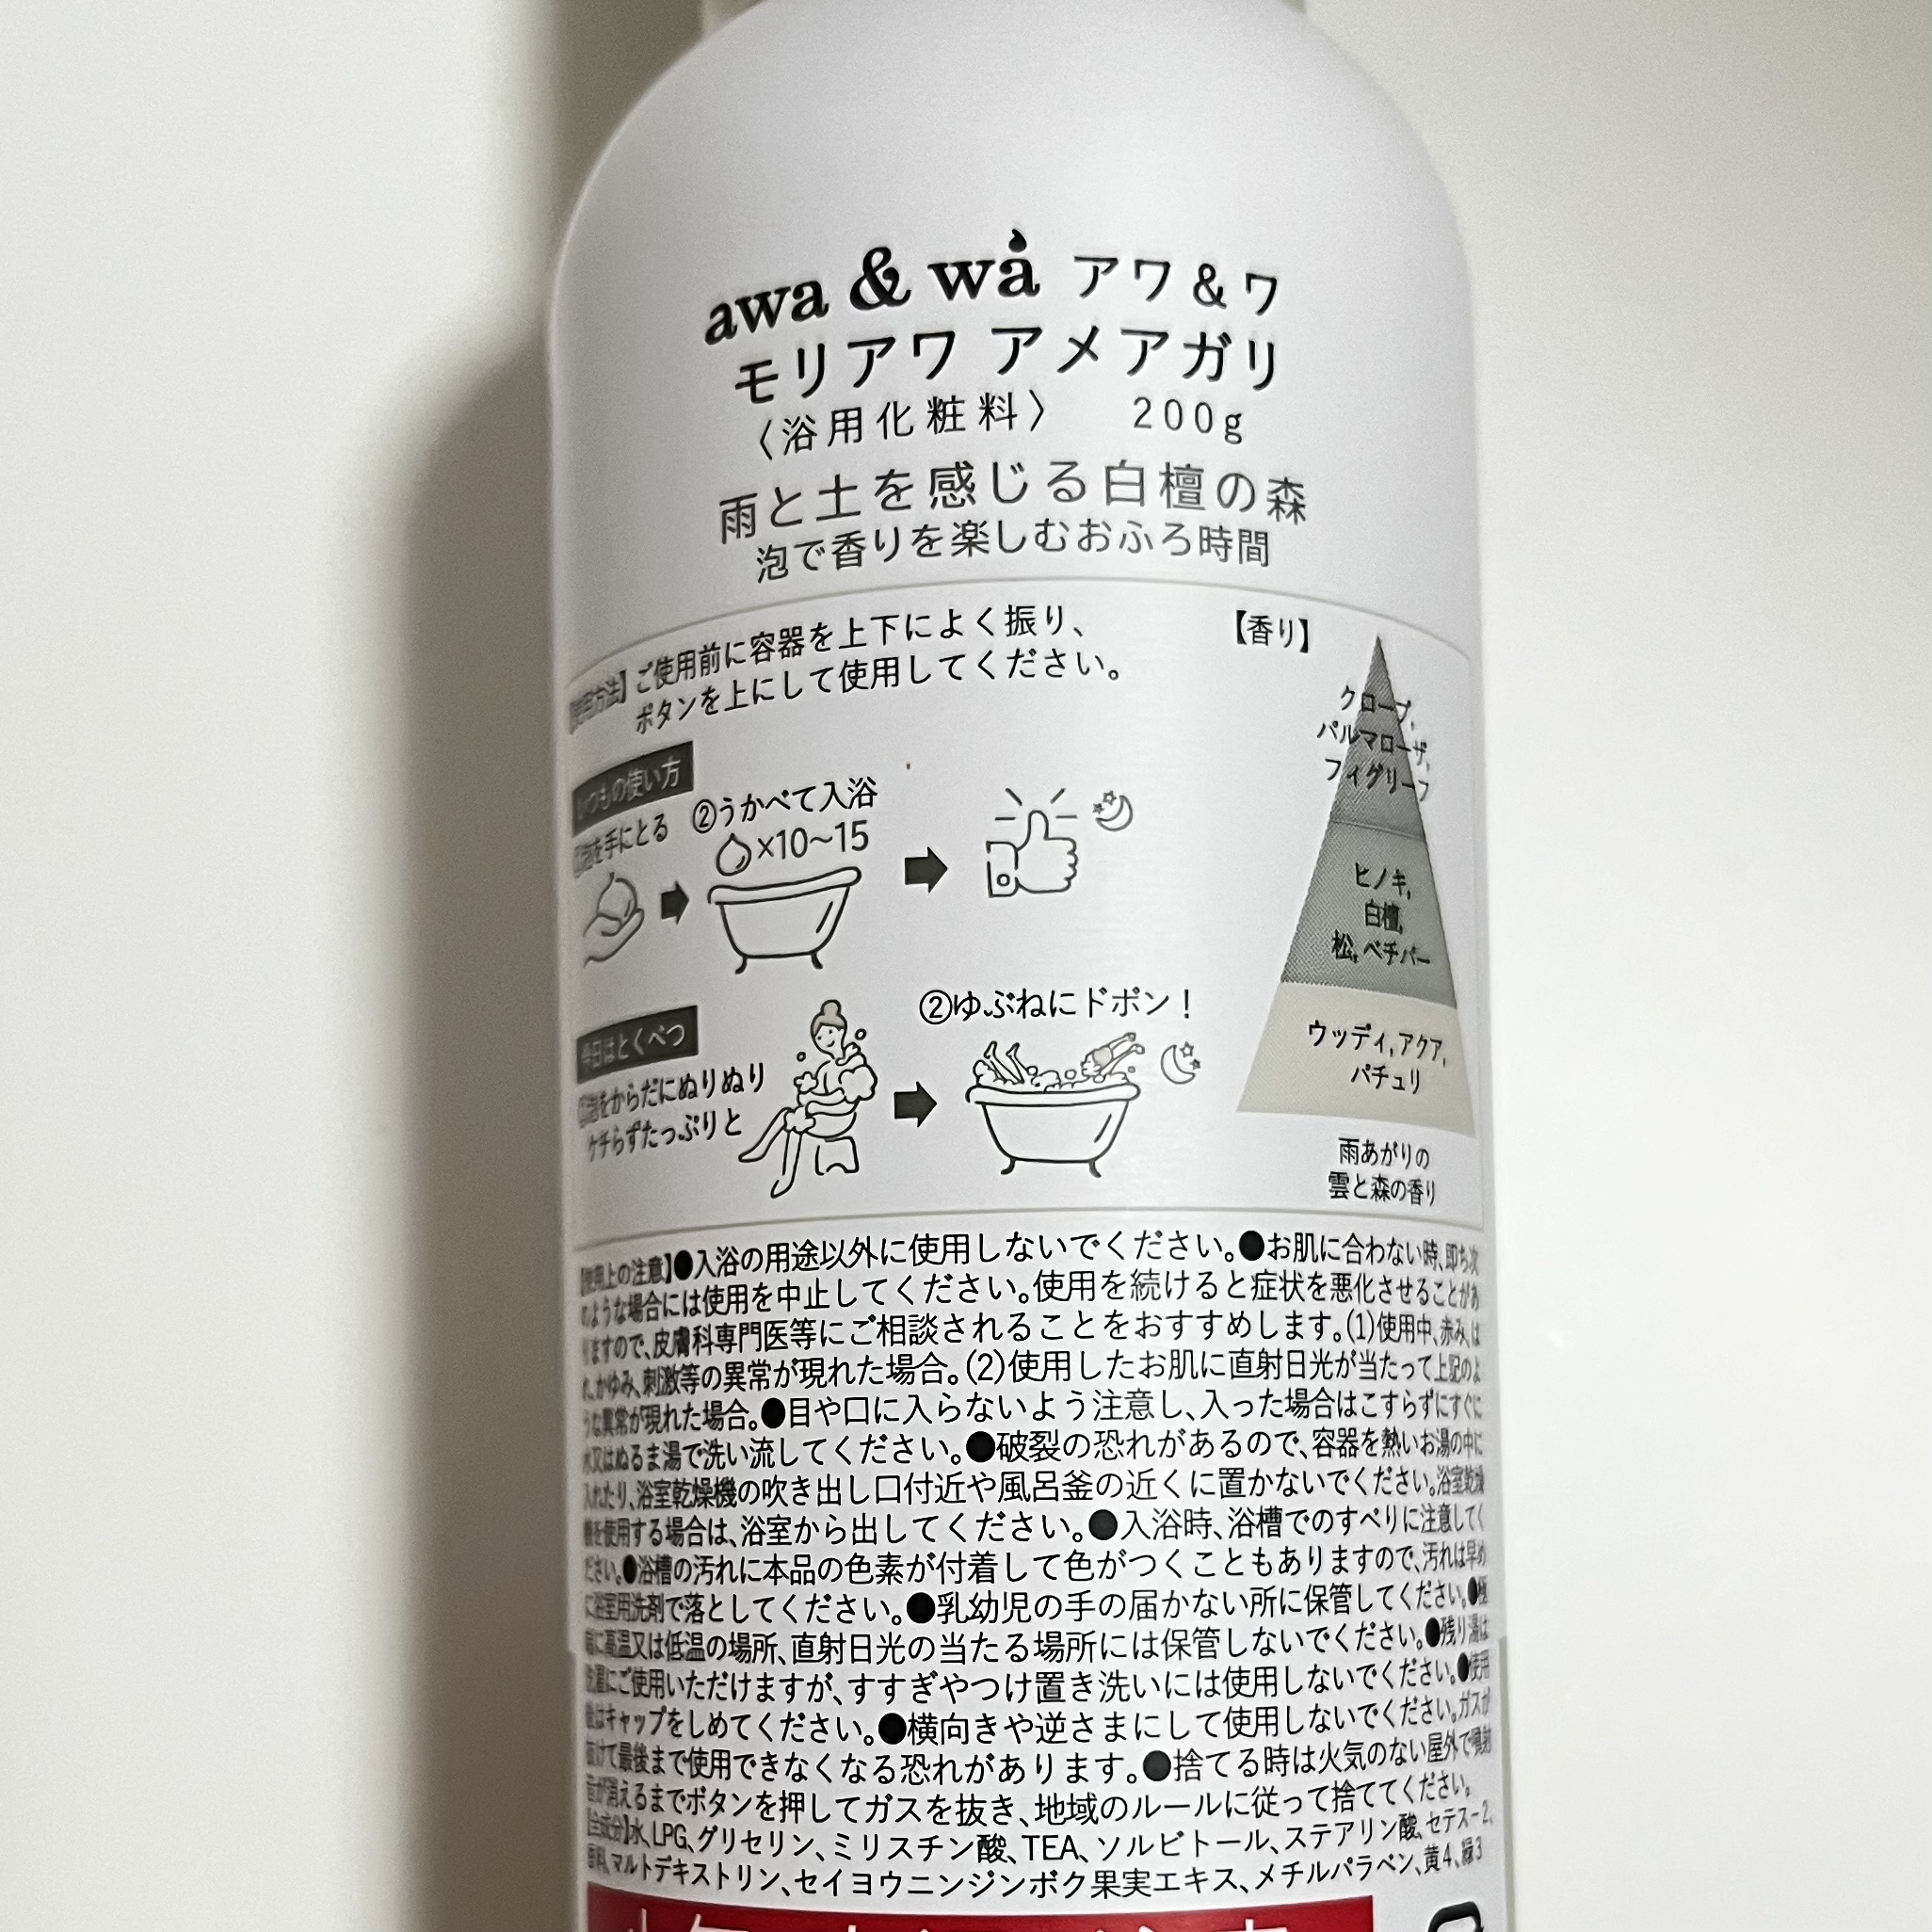 awa & wa アワ&ワ
モリアワ アメアガリ
〈浴用化粧料〉 200g
雨と土を感じる白檀の森
泡で香りを楽しむおふろ時間
使用方法】ご使用前に容器を上下によく振り、
ボタンを上にして使用してください。
いつもの使い方
泡を手にとる
②うかべて入浴
×10~15
今日はとくべつ
泡をからだにぬりぬり
ケチらずたっぷりと
②ゆぶねにドボン!
【香り】
クローブ,
パルマローザ,
フィグリーフ
ヒノキ,
白檀,
松,ベチバー
ウッディ,アクア,
パチュリ
雨あがりの
雲と森の香り
【使用上の注意】●入浴の用途以外に使用しないでください。●お肌に合わない時、即ち次
のような場合には使用を中止してください。使用を続けると症状を悪化させることがあ
りますので、皮膚科専門医等にご相談されることをおすすめします。(1)使用中、赤み、は
れ、かゆみ、刺激等の異常が現れた場合。(2)使用したお肌に直射日光が当たって上記のよ
うな異常が現れた場合。●目や口に入らないよう注意し、入った場合はこすらずにすぐに
水又はぬるま湯で洗い流してください。●破裂の恐れがあるので、容器を熱いお湯の中に
入れたり、浴室乾燥機の吹き出し口付近や風呂釜の近くに置かないでください。浴室乾燥
機を使用する場合は、浴室から出してください。●入浴時、浴槽でのすべりに注意してく
ださい。●浴槽の汚れに本品の色素が付着して色がつくこともありますので、汚れは早め
に浴室用洗剤で落としてください。●乳幼児の手の届かない所に保管してください。●極
端に高温又は低温の場所、直射日光の当たる場所には保管しないでください。●残り湯は
洗濯にご使用いただけますが、すすぎやつけ置き洗いには使用しないでください。●使用
後はキャップをしめてください。●横向きや逆さまにして使用しないでください。ガスが
抜けて最後まで使用できなくなる恐れがあります。●捨てる時は火気のない屋外で噴射
音が消えるまでボタンを押してガスを抜き、地域のルールに従って捨ててください。
【全成分】水、LPG、グリセリン、ミリスチン酸、TEA、ソルビトール、ステアリン酸、セテス-2、
香料、マルトデキストリン、セイヨウニンジンボク果実エキス、メチルパラベン、黄4、緑3